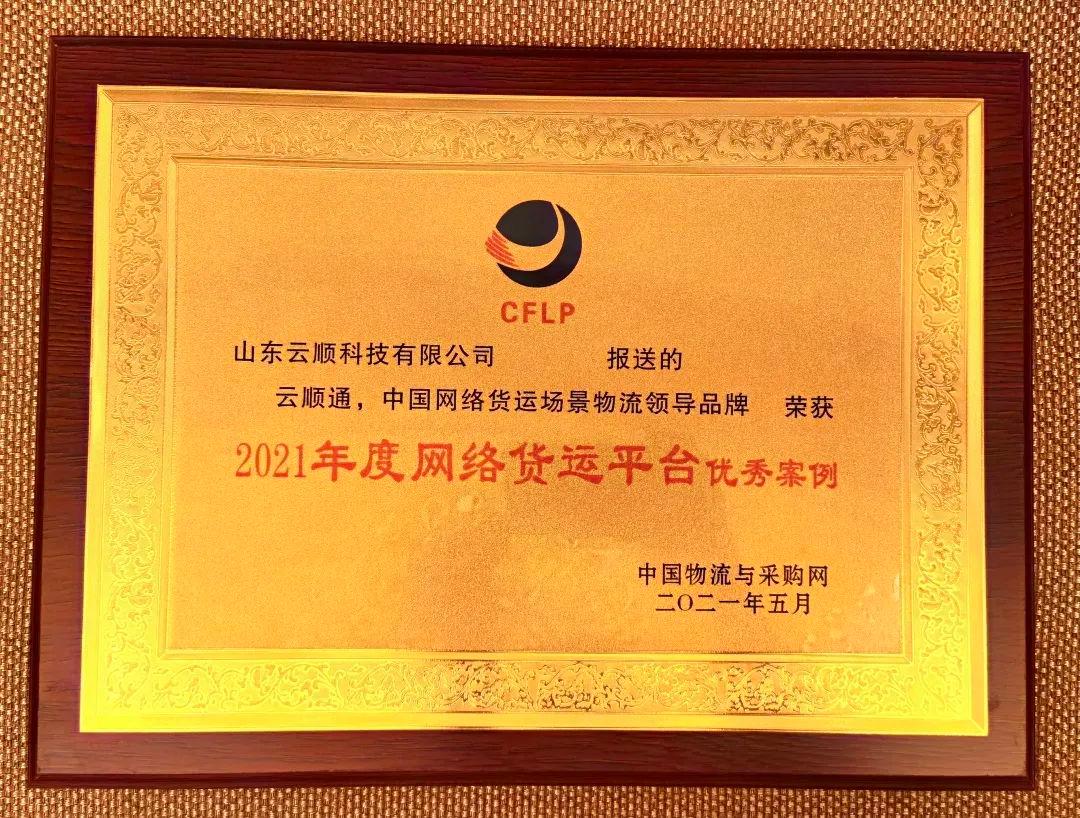 CFLP
山东云顺科技有限公司 报送的
云顺通，中国网络货运场景物流领导品牌 荣获
2021年度网络货运平台优秀案例
中国物流与采购网
二〇二一年五月